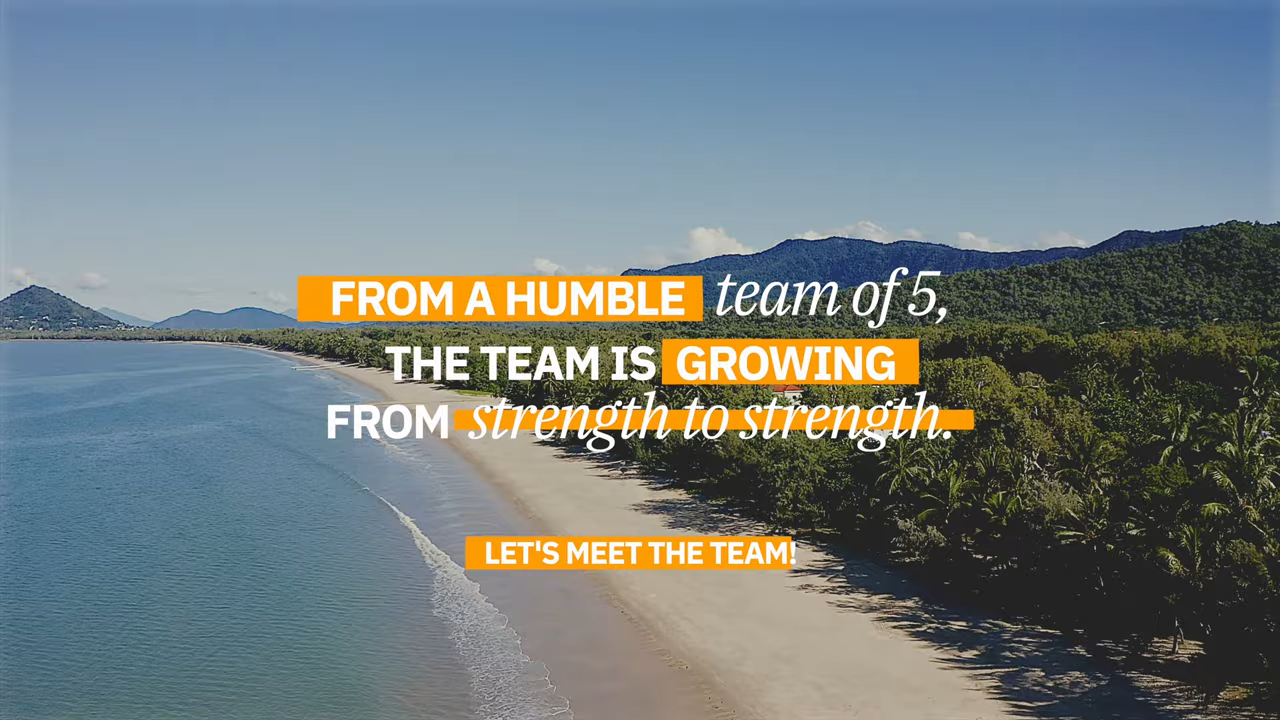 FROM A HUMBLE team of 5,
THE TEAM IS GROWING
FROM strength to strength.
LET'S MEET THE TEAM!